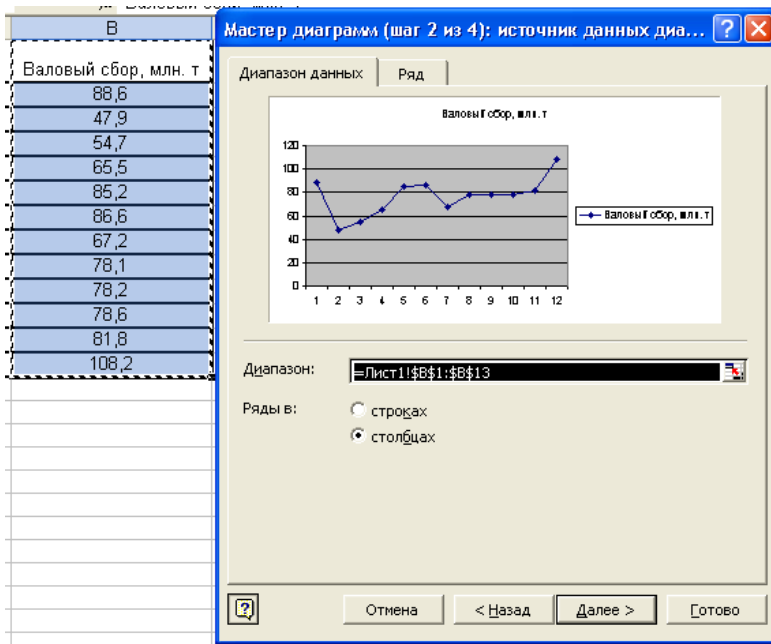 B
Валовый сбор, млн. т
88,6
47,9
54,7
65,5
85,2
86,6
67,2
78,1
78,2
78,6
81,8
108,2
Мастер диаграмм (шаг 2 из 4): источник данных диа...
Диапазон данных
Ряд
Валовый сбор, млн. т
120
100
80
60
40
20
0
1 2 3 4 5 6 7 8 9 10 11 12
Валовый сбор, млн. т
Диапазон:
=Лист1!$B$1:$B$13
Ряды в:
строках
столбцах
Отмена
< Назад
Далее >
Готово